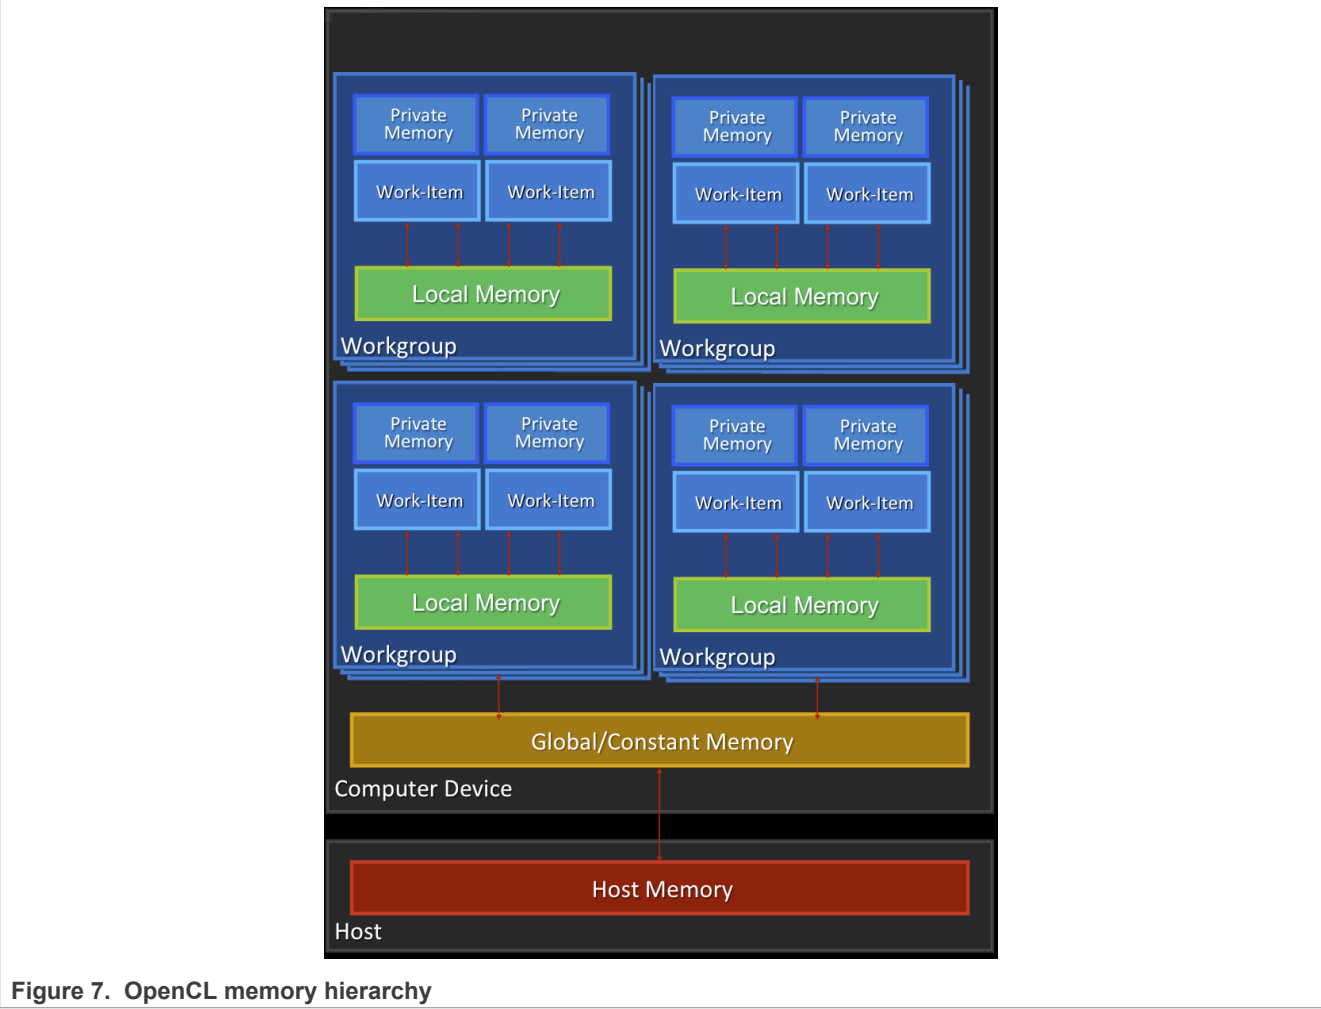 Private Private
Memory Memory
Work-Item Work-Item
Local Memory
Workgroup
Private Private
Memory Memory
Work-Item Work-Item
Local Memory
Workgroup
Private Private
Memory Memory
Work-Item Work-Item
Local Memory
Workgroup
Private Private
Memory Memory
Work-Item Work-Item
Local Memory
Workgroup
Global/Constant Memory
Computer Device
Host Memory
Host
Figure 7. OpenCL memory hierarchy